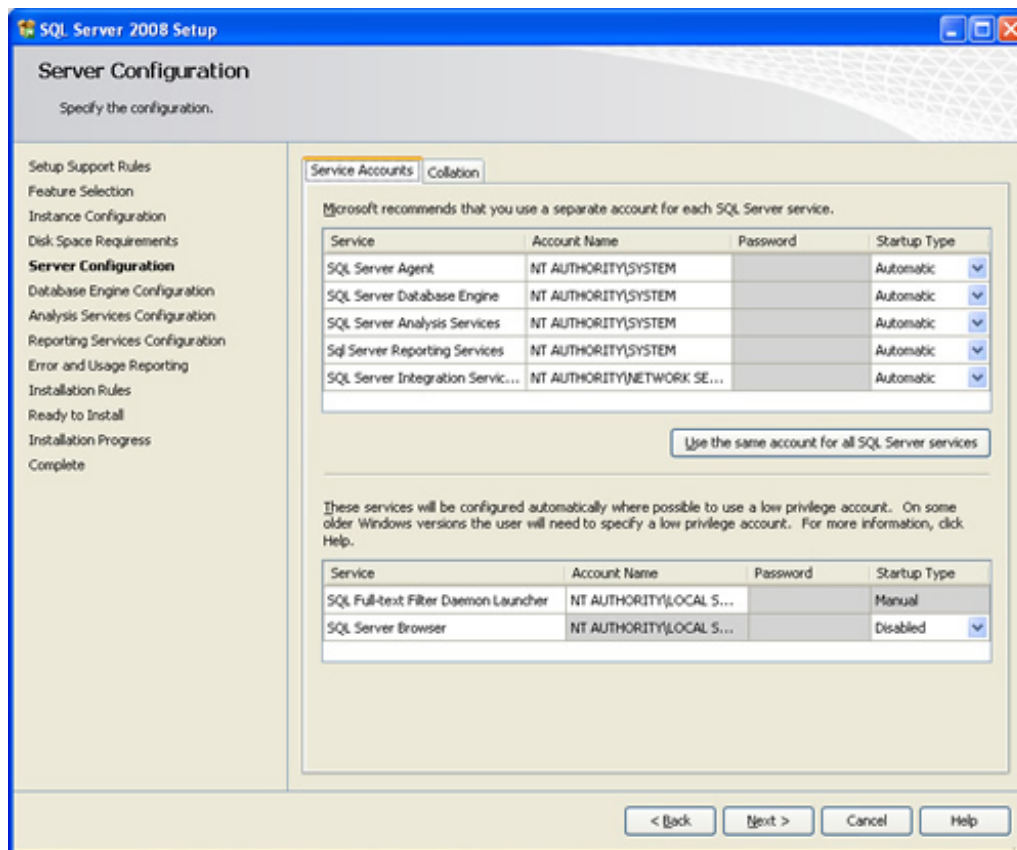 SQL Server 2008 Setup
Server Configuration
Specify the configuration.
Setup Support Rules
Feature Selection
Instance Configuration
Disk Space Requirements
Server Configuration
Database Engine Configuration
Analysis Services Configuration
Reporting Services Configuration
Error and Usage Reporting
Installation Rules
Ready to Install
Installation Progress
Complete
Service Accounts Collation
Microsoft recommends that you use a separate account for each SQL Server service.
Service Account Name Password Startup Type
SQL Server Agent NT AUTHORITY\SYSTEM Automatic
SQL Server Database Engine NT AUTHORITY\SYSTEM Automatic
SQL Server Analysis Services NT AUTHORITY\SYSTEM Automatic
Sql Server Reporting Services NT AUTHORITY\SYSTEM Automatic
SQL Server Integration Servic... NT AUTHORITY\NETWORK SE... Automatic
Use the same account for all SQL Server services
These services will be configured automatically where possible to use a low privilege account. On some
older Windows versions the user will need to specify a low privilege account. For more information, click
Help.
Service Account Name Password Startup Type
SQL Full-text Filter Daemon Launcher NT AUTHORITY\LOCAL S... Manual
SQL Server Browser NT AUTHORITY\LOCAL S... Disabled
< Back Next > Cancel Help